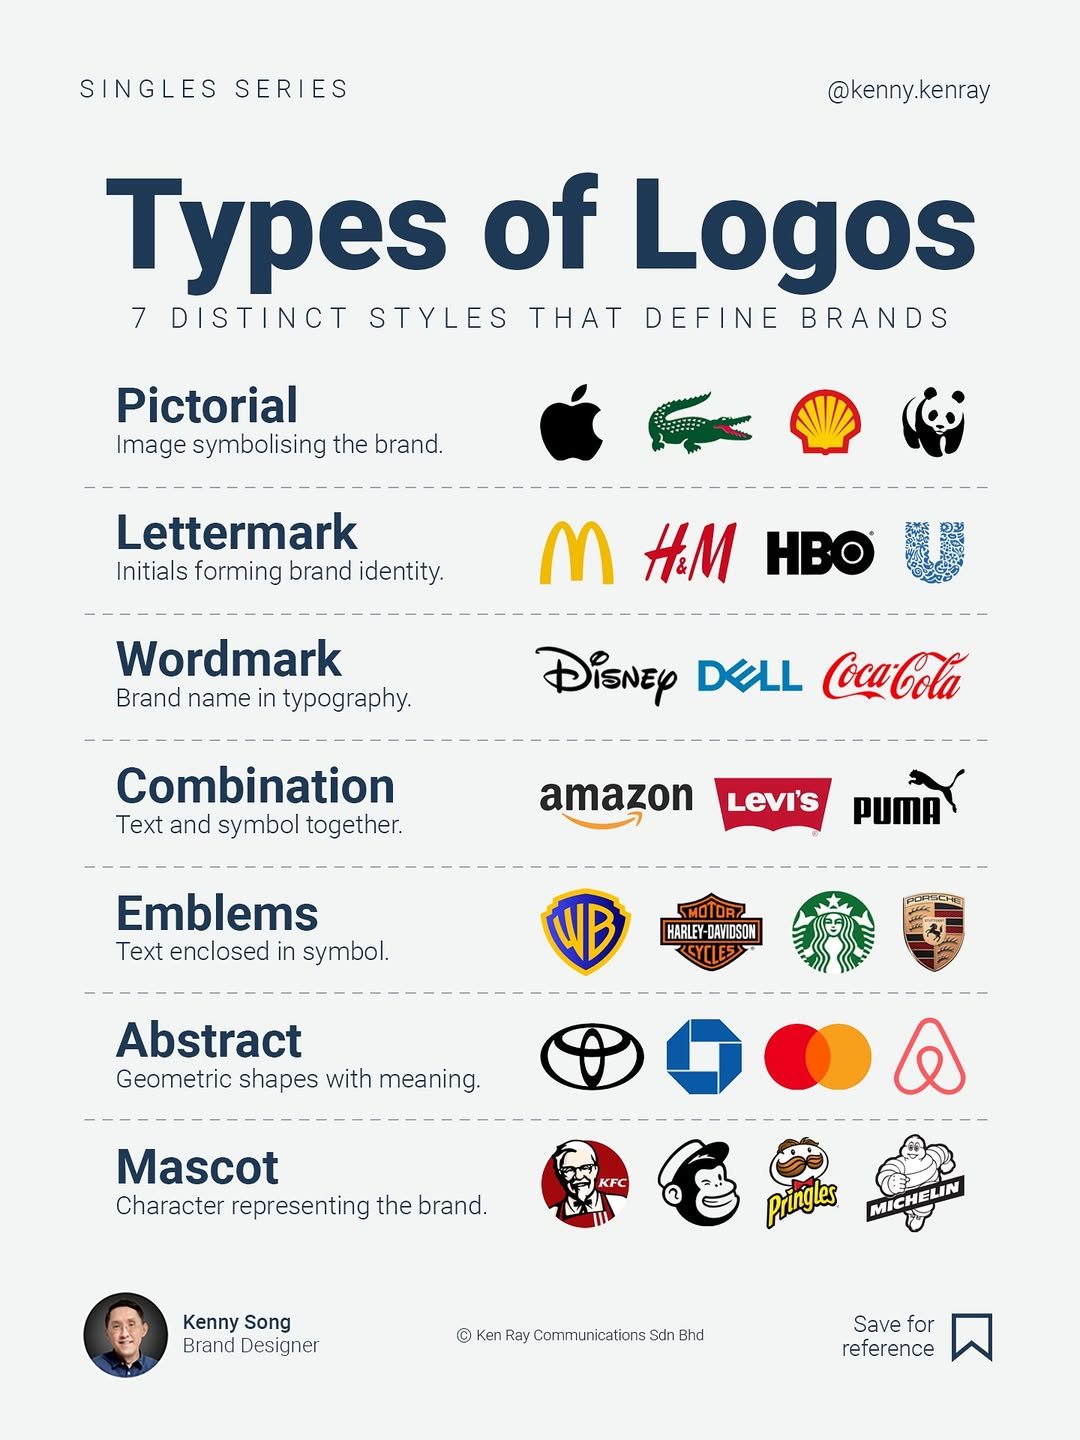 SINGLES SERIES
@kenny.kenray
Types of Logos
7 DISTINCT STYLES THAT DEFINE BRANDS
Pictorial
Image symbolising the brand.
Lettermark
Initials forming brand identity.
M H&M HBO® U
Wordmark
Brand name in typography.
Disney DELL Coca-Cola
Combination
Text and symbol together.
amazon LEVI'S® PUMA
Emblems
Text enclosed in symbol.
WB
MOTOR
HARLEY-DAVIDSON
CYCLES
PORSCHE
STUTTGART
Abstract
Geometric shapes with meaning.
Mascot
Character representing the brand.
KFC Pringles MICHELIN
Kenny Song
Brand Designer
© Ken Ray Communications Sdn Bhd
Save for
reference